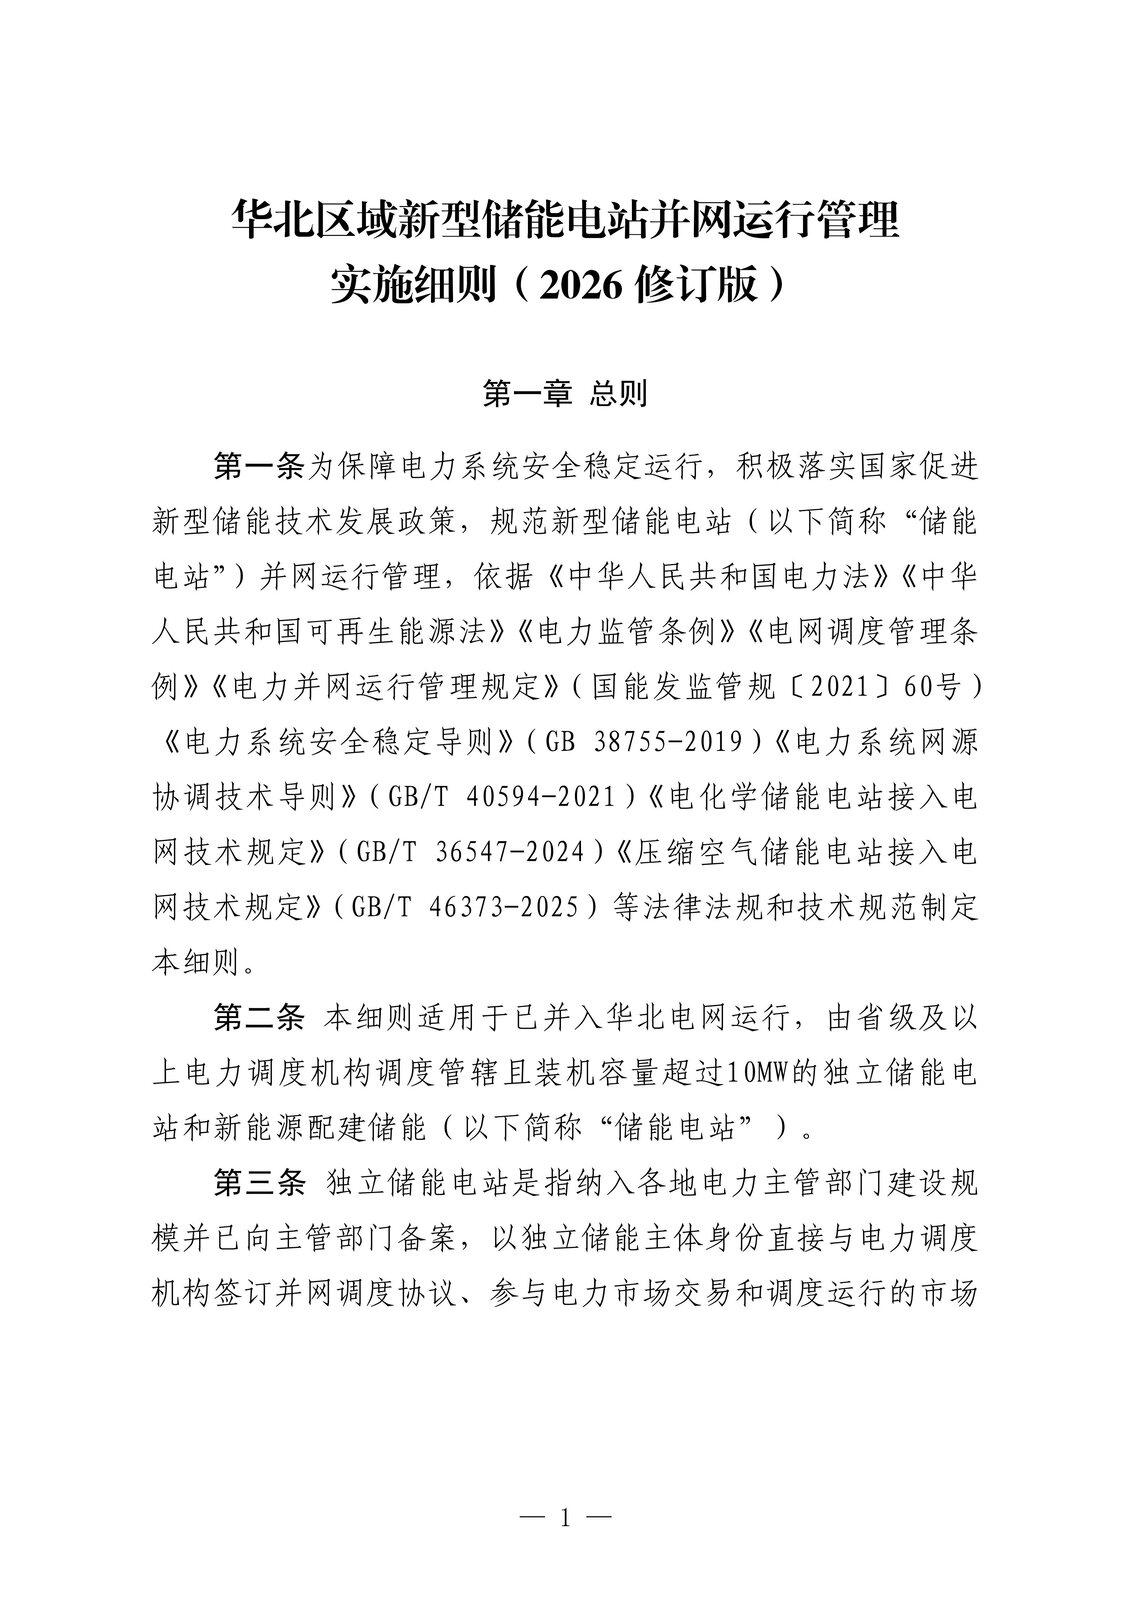 华北区域新型储能电站并网运行管理
实施细则（2026 修订版）
第一章 总则
第一条为保障电力系统安全稳定运行，积极落实国家促进
新型储能技术发展政策，规范新型储能电站（以下简称“储能
电站”）并网运行管理，依据《中华人民共和国电力法》《中华
人民共和国可再生能源法》《电力监管条例》《电网调度管理条
例》《电力并网运行管理规定》（国能发监管规〔2021〕60号）
《电力系统安全稳定导则》（GB 38755-2019）《电力系统网源
协调技术导则》（GB/T 40594-2021）《电化学储能电站接入电
网技术规定》（GB/T 36547-2024）《压缩空气储能电站接入电
网技术规定》（GB/T 46373-2025）等法律法规和技术规范制定
本细则。
第二条 本细则适用于已并入华北电网运行，由省级及以
上电力调度机构调度管辖且装机容量超过10MW的独立储能电
站和新能源配建储能（以下简称“储能电站” ）。
第三条 独立储能电站是指纳入各地电力主管部门建设规
模并已向主管部门备案，以独立储能主体身份直接与电力调度
机构签订并网调度协议、参与电力市场交易和调度运行的市场
— 1 —